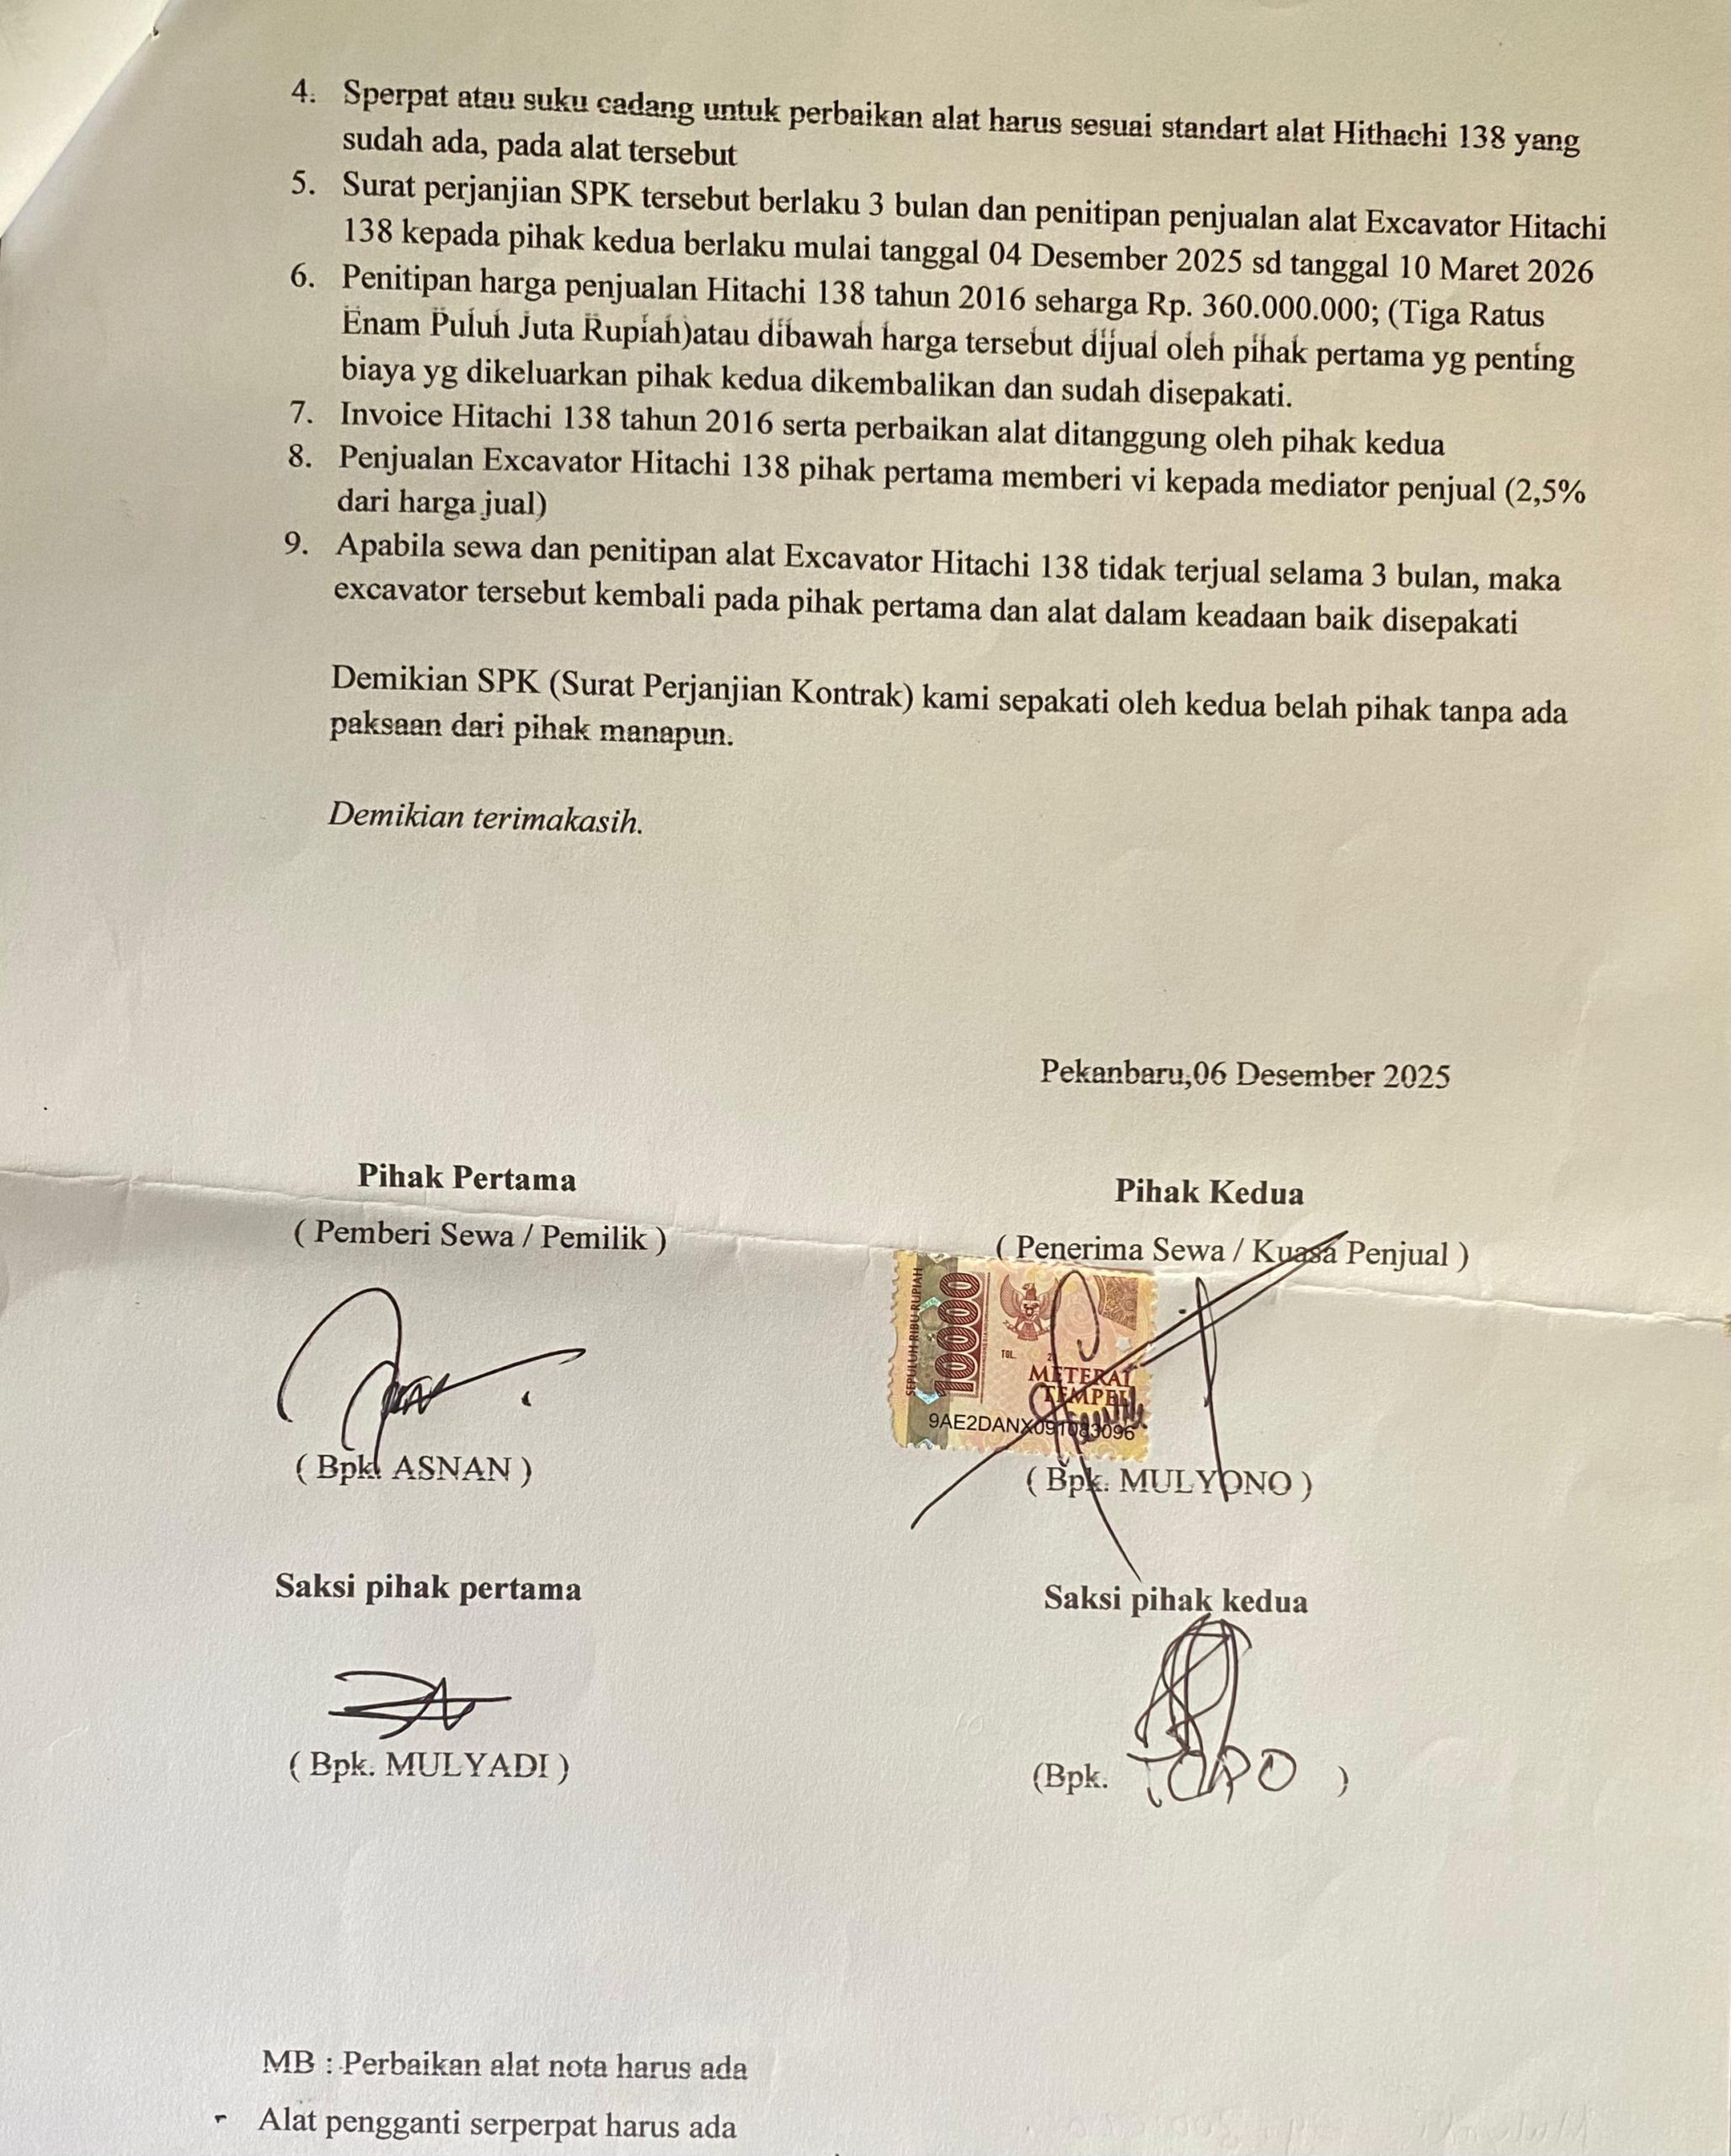 4. Sperpat atau suku cadang untuk perbaikan alat harus sesuai standart alat Hithachi 138 yang
sudah ada, pada alat tersebut
5. Surat perjanjian SPK tersebut berlaku 3 bulan dan penitipan penjualan alat Excavator Hitachi
138 kepada pihak kedua berlaku mulai tanggal 04 Desember 2025 sd tanggal 10 Maret 2026
6. Penitipan harga penjualan Hitachi 138 tahun 2016 seharga Rp. 360.000.000; (Tiga Ratus
Enam Puluh Juta Rupiah)atau dibawah harga tersebut dijual oleh pihak pertama yg penting
biaya yg dikeluarkan pihak kedua dikembalikan dan sudah disepakati.
7. Invoice Hitachi 138 tahun 2016 serta perbaikan alat ditanggung oleh pihak kedua
8. Penjualan Excavator Hitachi 138 pihak pertama memberi vi kepada mediator penjual (2,5%
dari harga jual)
9. Apabila sewa dan penitipan alat Excavator Hitachi 138 tidak terjual selama 3 bulan, maka
excavator tersebut kembali pada pihak pertama dan alat dalam keadaan baik disepakati
Demikian SPK (Surat Perjanjian Kontrak) kami sepakati oleh kedua belah pihak tanpa ada
paksaan dari pihak manapun.
Demikian terimakasih.
Pekanbaru,06 Desember 2025
Pihak Pertama
( Pemberi Sewa / Pemilik )
( Bpk. ASNAN )
Pihak Kedua
( Penerima Sewa / Kuasa Penjual )
SEPULUH RIBU RUPIAH
10000
TGL.
METERAI
TEMPEL
9AE2DANX091083096
( Bpk. MULYONO )
Saksi pihak pertama
( Bpk. MULYADI )
Saksi pihak kedua
(Bpk. )
MB : Perbaikan alat nota harus ada
- Alat pengganti serperpat harus ada